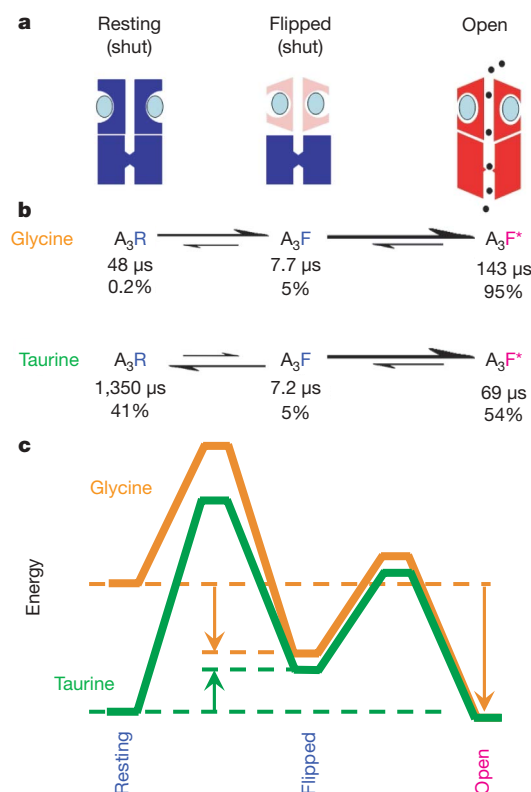 a
Resting Flipped Open
(shut) (shut)
b
Glycine A₃R A₃F A₃F*
48 µs 7.7 µs 143 µs
0.2% 5% 95%
Taurine A₃R A₃F A₃F*
1,350 µs 7.2 µs 69 µs
41% 5% 54%
c
Glycine
Energy
Taurine
Resting Flipped Open